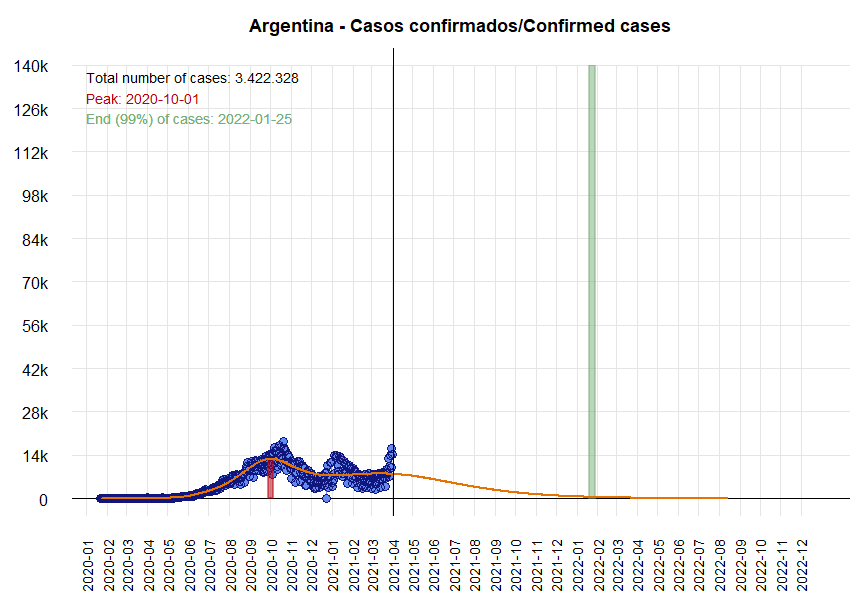 Argentina - Casos confirmados/Confirmed cases
140k
126k
112k
98k
84k
70k
56k
42k
28k
14k
0
Total number of cases: 3.422.328
Peak: 2020-10-01
End (99%) of cases: 2022-01-25
2020-01
2020-02
2020-03
2020-04
2020-05
2020-06
2020-07
2020-08
2020-09
2020-10
2020-11
2020-12
2021-01
2021-02
2021-03
2021-04
2021-05
2021-06
2021-07
2021-08
2021-09
2021-10
2021-11
2021-12
2022-01
2022-02
2022-03
2022-04
2022-05
2022-06
2022-07
2022-08
2022-09
2022-10
2022-11
2022-12